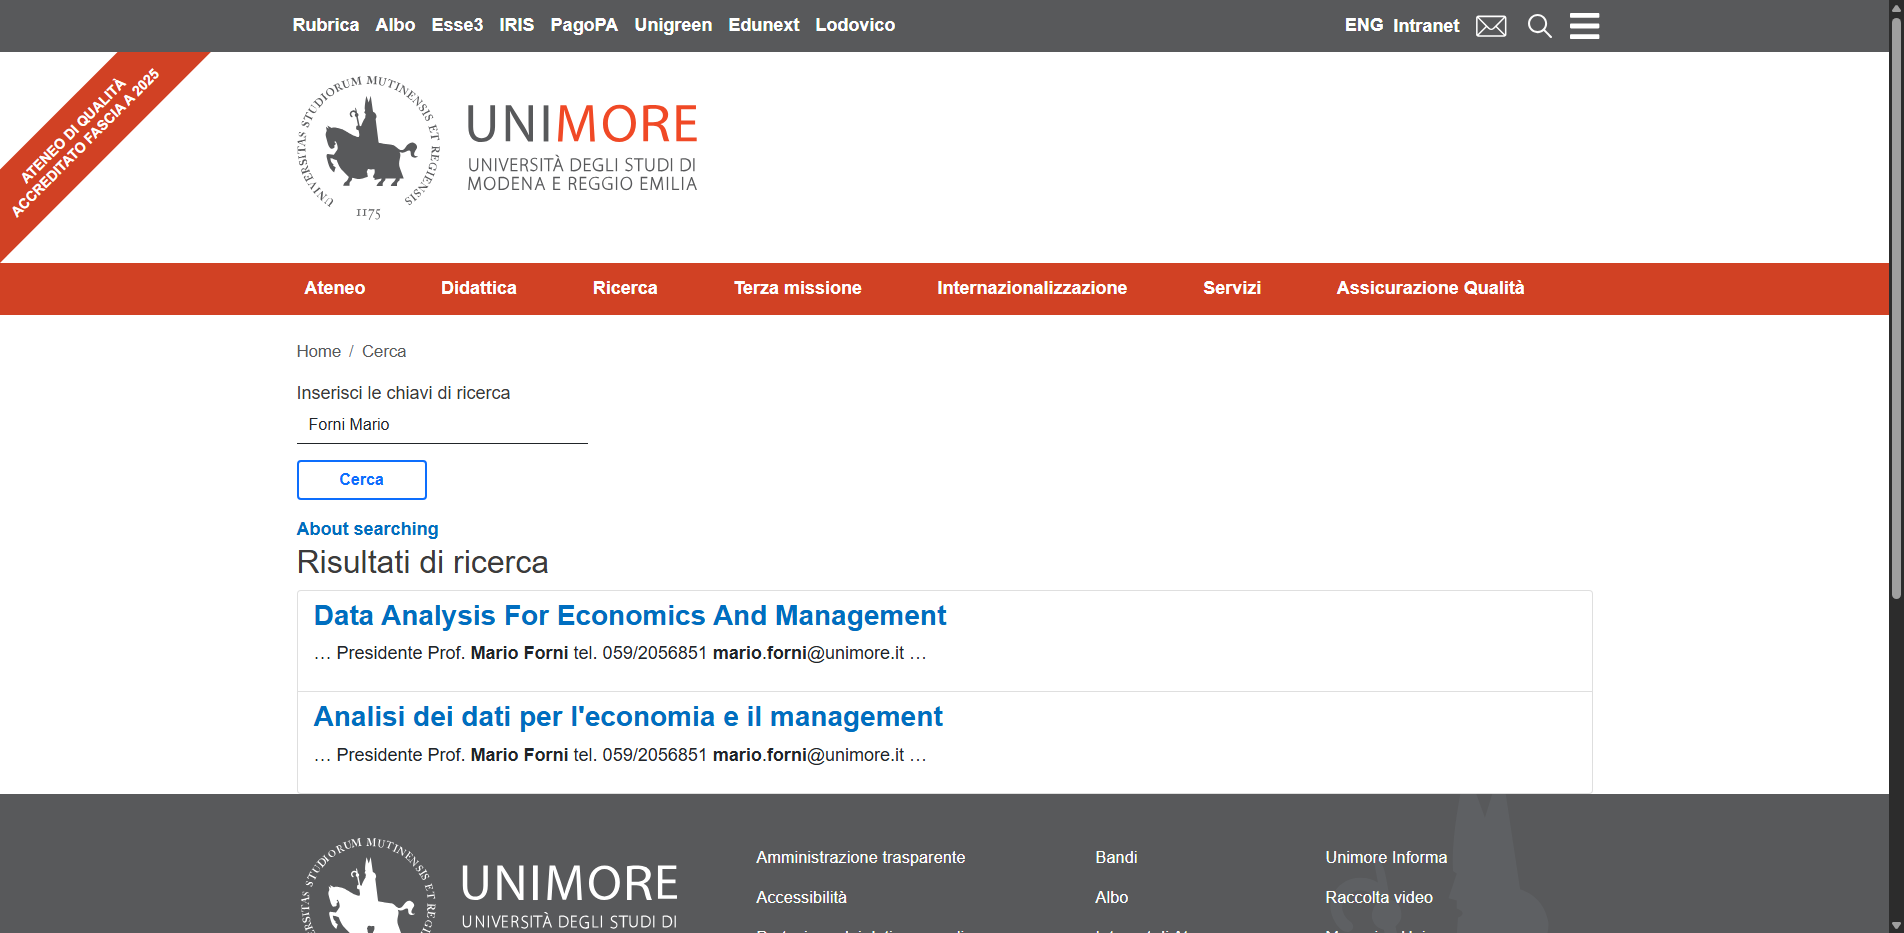 Rubrica Albo Esse3 IRIS PagoPA Unigreen Edunext Lodovico ENG Intranet
ATENEO DI QUALITÀ
ACCREDITATO FASCIA A 2025
UNIVERSITAS STUDIORUM MUTINENSIS ET REGIENSIS
1175
UNIMORE
UNIVERSITÀ DEGLI STUDI DI
MODENA E REGGIO EMILIA
Ateneo Didattica Ricerca Terza missione Internazionalizzazione Servizi Assicurazione Qualità
Home / Cerca
Inserisci le chiavi di ricerca
Forni Mario
Cerca
About searching
Risultati di ricerca
Data Analysis For Economics And Management
… Presidente Prof. Mario Forni tel. 059/2056851 mario.forni@unimore.it …
Analisi dei dati per l'economia e il management
… Presidente Prof. Mario Forni tel. 059/2056851 mario.forni@unimore.it …
STUDIORUM MUTINENSIS ET
UNIMORE
UNIVERSITÀ DEGLI STUDI DI
Amministrazione trasparente Bandi Unimore Informa
Accessibilità Albo Raccolta video